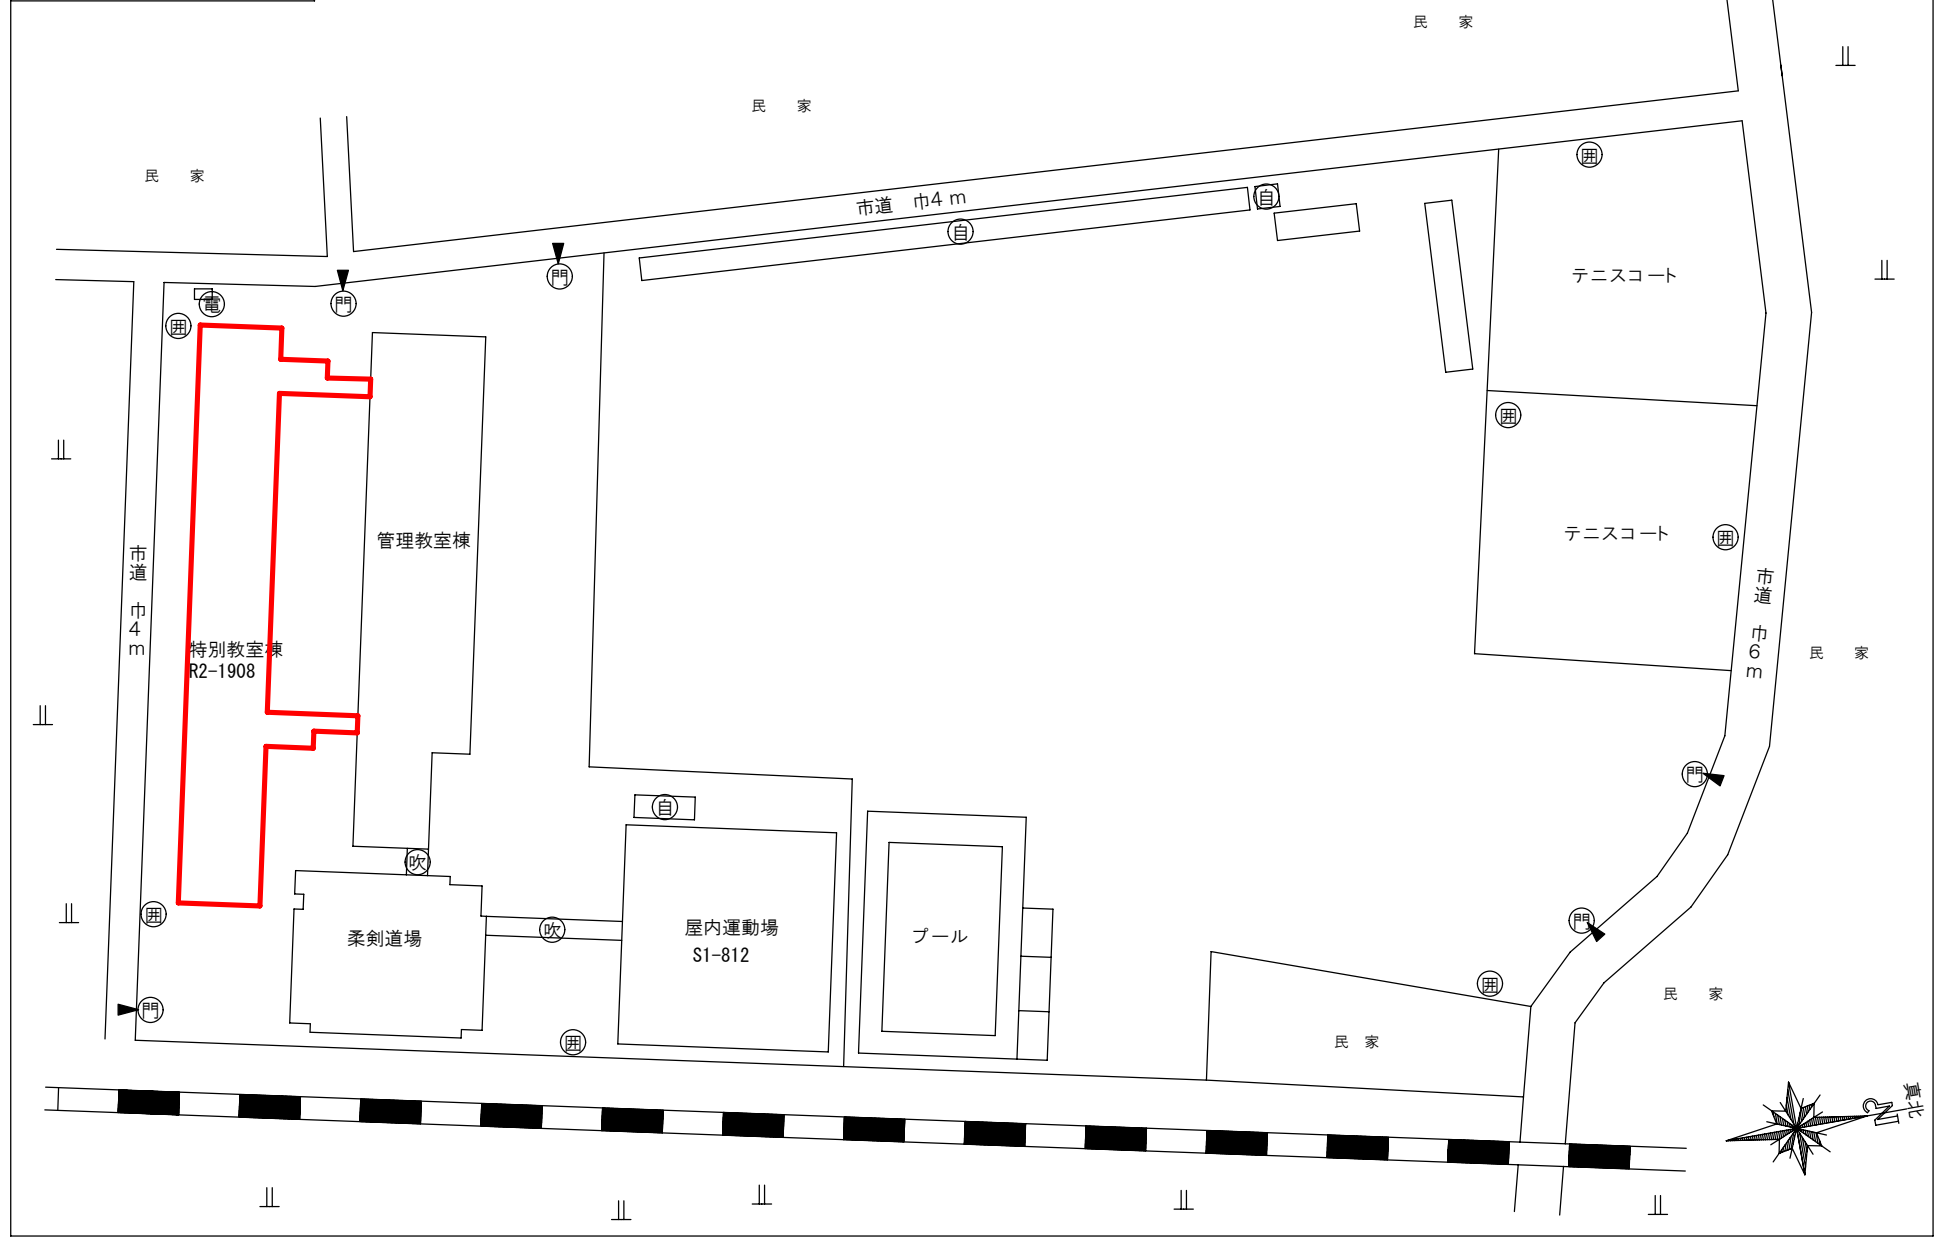 民　家
民　家
民　家
市道　巾4ｍ
自
自
囲
門
門
電
囲
テニスコート
囲
テニスコート
囲
管理教室棟
市道　巾4ｍ
特別教室棟
R2-1908
市道　巾6ｍ
民　家
門
自
吹
吹
囲
柔剣道場
屋内運動場
S1-812
プール
門
囲
民　家
門
囲
民　家
真北
N